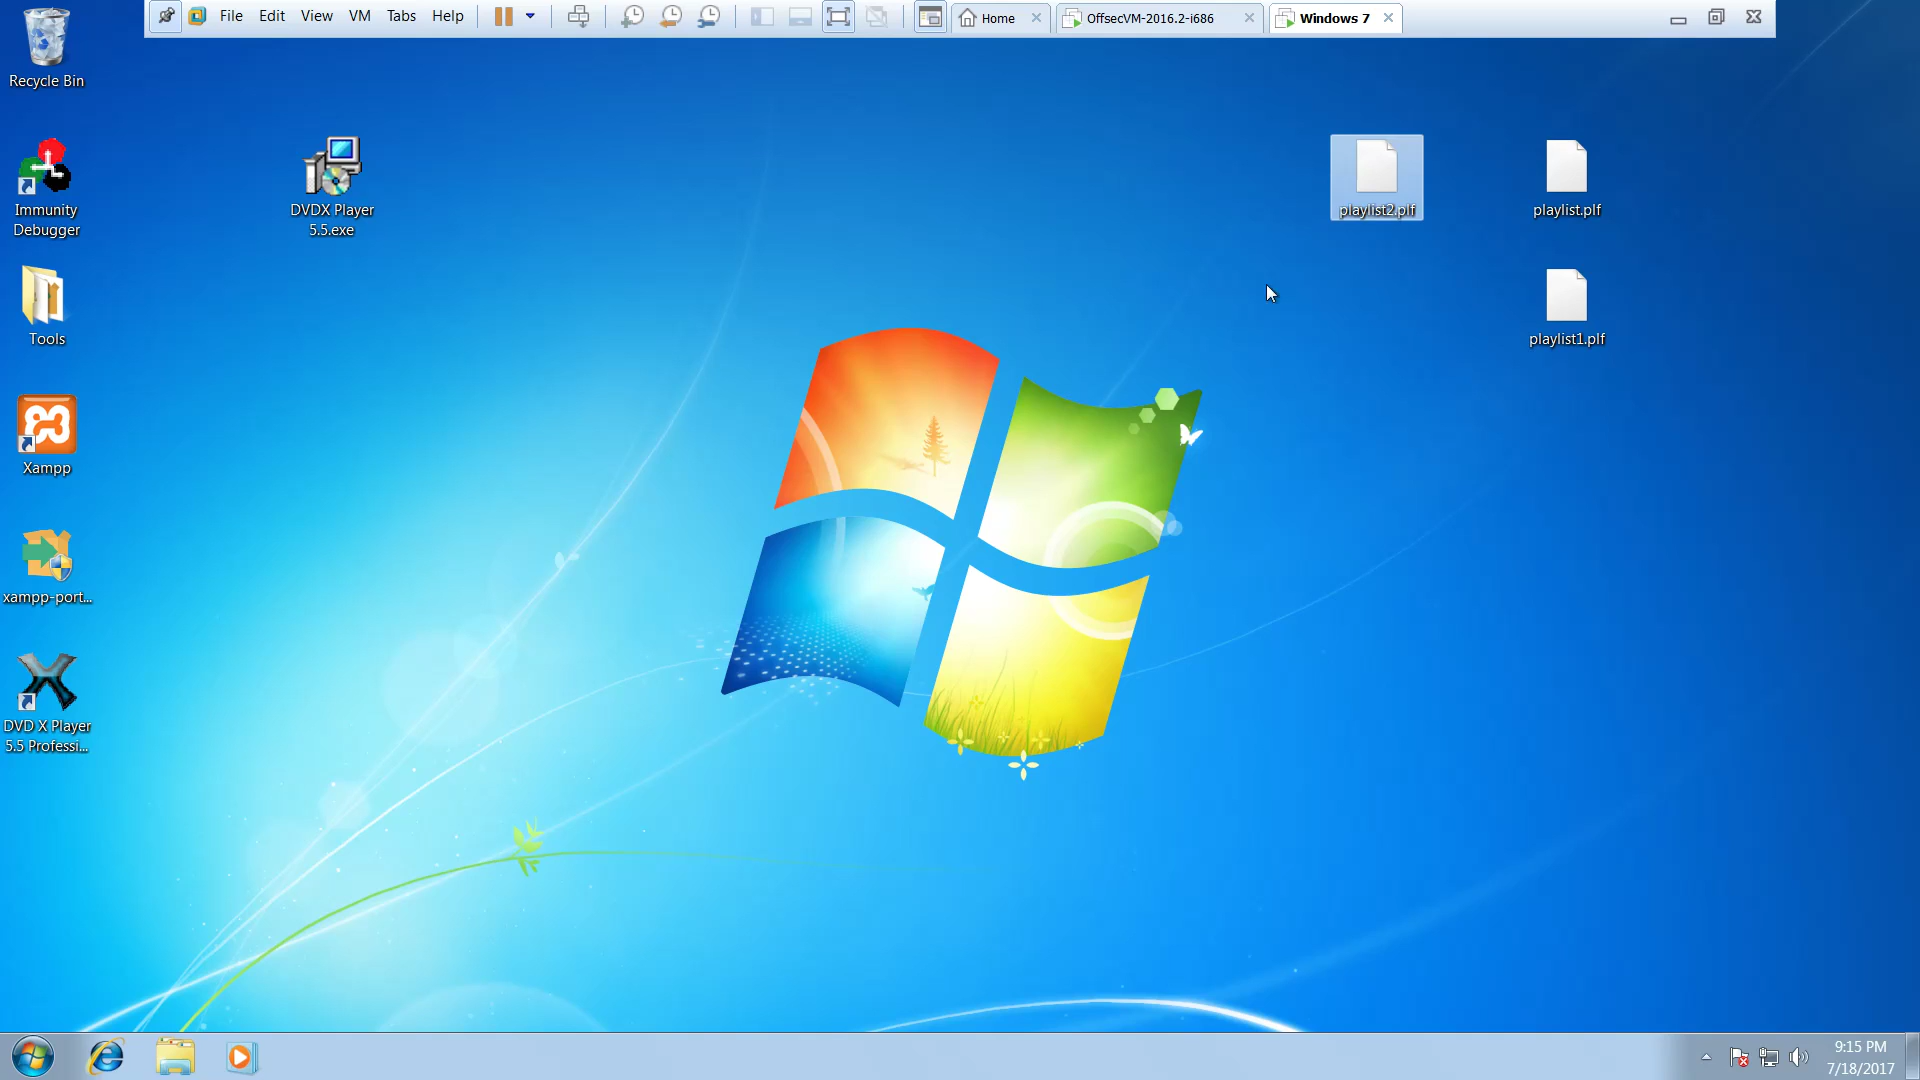 File Edit View VM Tabs Help
Home
OffsecVM-2016.2-i686
Windows 7
Recycle Bin
Immunity
Debugger
DVDX Player
5.5.exe
playlist2.plf
playlist.plf
Tools
playlist1.plf
Xampp
xampp-port...
DVD X Player
5.5 Professi...
9:15 PM
7/18/2017